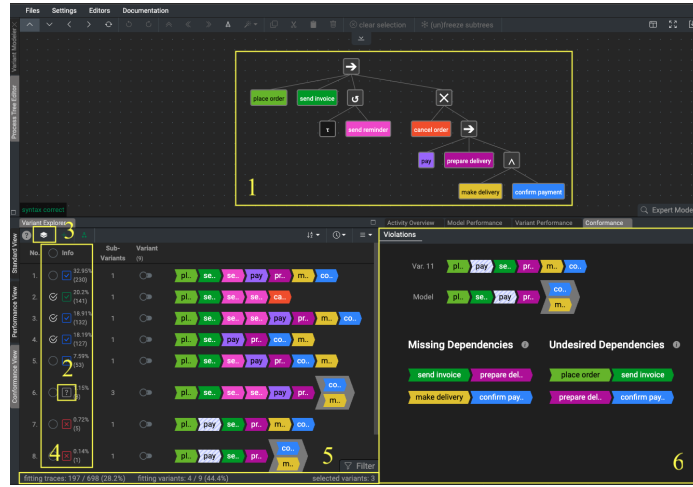 Files Settings Editors Documentation
clear selection (un)freeze subtrees
Variant Modeler
Process Tree Editor
place order send invoice
τ send reminder cancel order
pay prepare delivery
make delivery confirm payment
1
syntax correct
Expert Mode
Variant Explorer
Activity Overview Model Performance Variant Performance Conformance
3
Violations
Standard View
Performance View
Conformance View
No. Info Sub-Variants Variant (9)
1. 32.95% (230) 1 pl.. se.. se.. pay pr.. m.. co..
2. 20.2% (141) 1 pl.. se.. se.. se.. ca..
3. 18.91% (132) 1 pl.. se.. se.. se.. pay pr.. m.. co..
4. 18.19% (127) 1 pl.. se.. pay pr.. co.. m..
5. 7.59% (53) 1 pl.. se.. se.. pay pr.. co.. m..
2
6. ? 3 pl.. se.. se.. se.. pay pr.. co.. m..
7. 0.72% (5) 1 pl.. pay se.. pr.. m..
8. 0.14% (1) 1 pl.. pay se.. pr.. co.. m..
4
5
Filter
fitting traces: 197 / 698 (28.2%) fitting variants: 4 / 9 (44.4%) selected variants: 3
Var. 11 pl.. pay se.. pr.. m.. co..
Model pl.. se.. pay pr.. co.. m..
Missing Dependencies Undesired Dependencies
send invoice prepare del.. place order send invoice
make delivery confirm pay.. prepare del.. confirm pay..
6